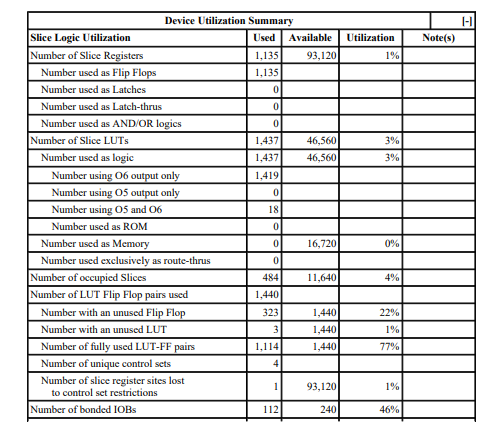 Device Utilization Summary [-]
Slice Logic Utilization Used Available Utilization Note(s)
Number of Slice Registers 1,135 93,120 1%
Number used as Flip Flops 1,135
Number used as Latches 0
Number used as Latch-thrus 0
Number used as AND/OR logics 0
Number of Slice LUTs 1,437 46,560 3%
Number used as logic 1,437 46,560 3%
Number using O6 output only 1,419
Number using O5 output only 0
Number using O5 and O6 18
Number used as ROM 0
Number used as Memory 0 16,720 0%
Number used exclusively as route-thrus 0
Number of occupied Slices 484 11,640 4%
Number of LUT Flip Flop pairs used 1,440
Number with an unused Flip Flop 323 1,440 22%
Number with an unused LUT 3 1,440 1%
Number of fully used LUT-FF pairs 1,114 1,440 77%
Number of unique control sets 4
Number of slice register sites lost
to control set restrictions 1 93,120 1%
Number of bonded IOBs 112 240 46%